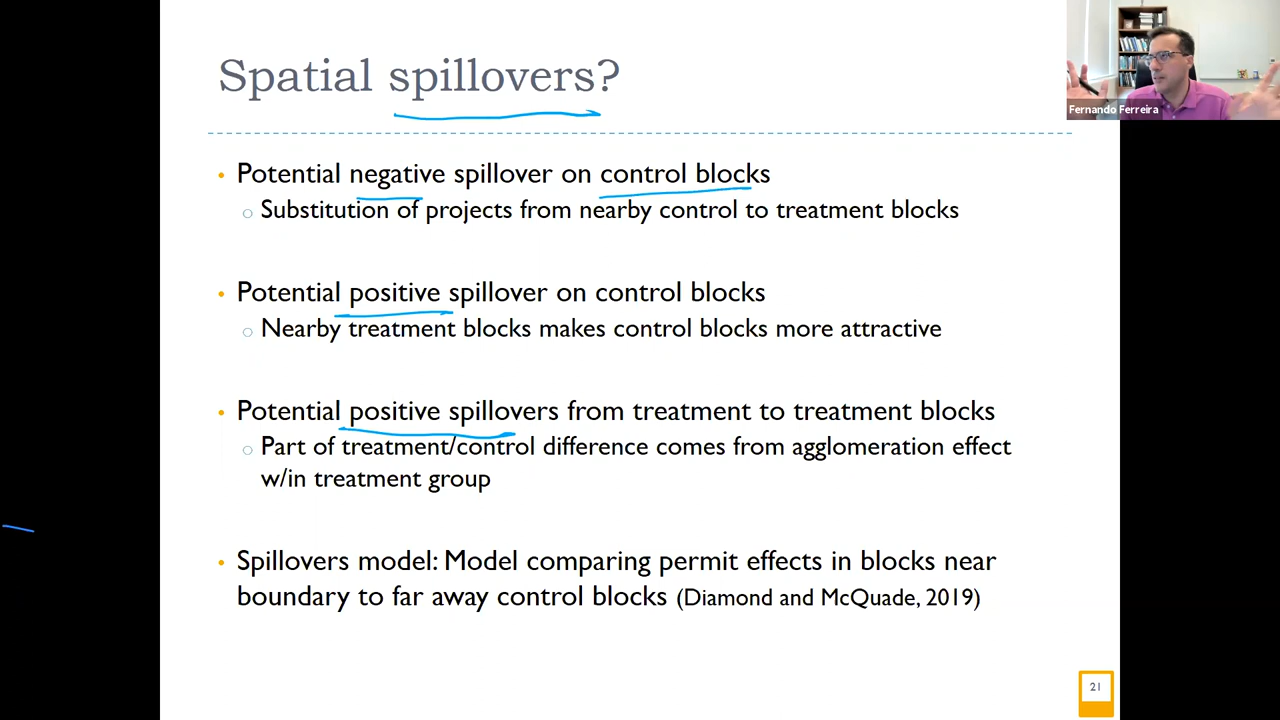 Spatial spillovers?
Fernando Ferreira
• Potential negative spillover on control blocks
○ Substitution of projects from nearby control to treatment blocks
• Potential positive spillover on control blocks
○ Nearby treatment blocks makes control blocks more attractive
• Potential positive spillovers from treatment to treatment blocks
○ Part of treatment/control difference comes from agglomeration effect
w/in treatment group
• Spillovers model: Model comparing permit effects in blocks near
boundary to far away control blocks (Diamond and McQuade, 2019)
21